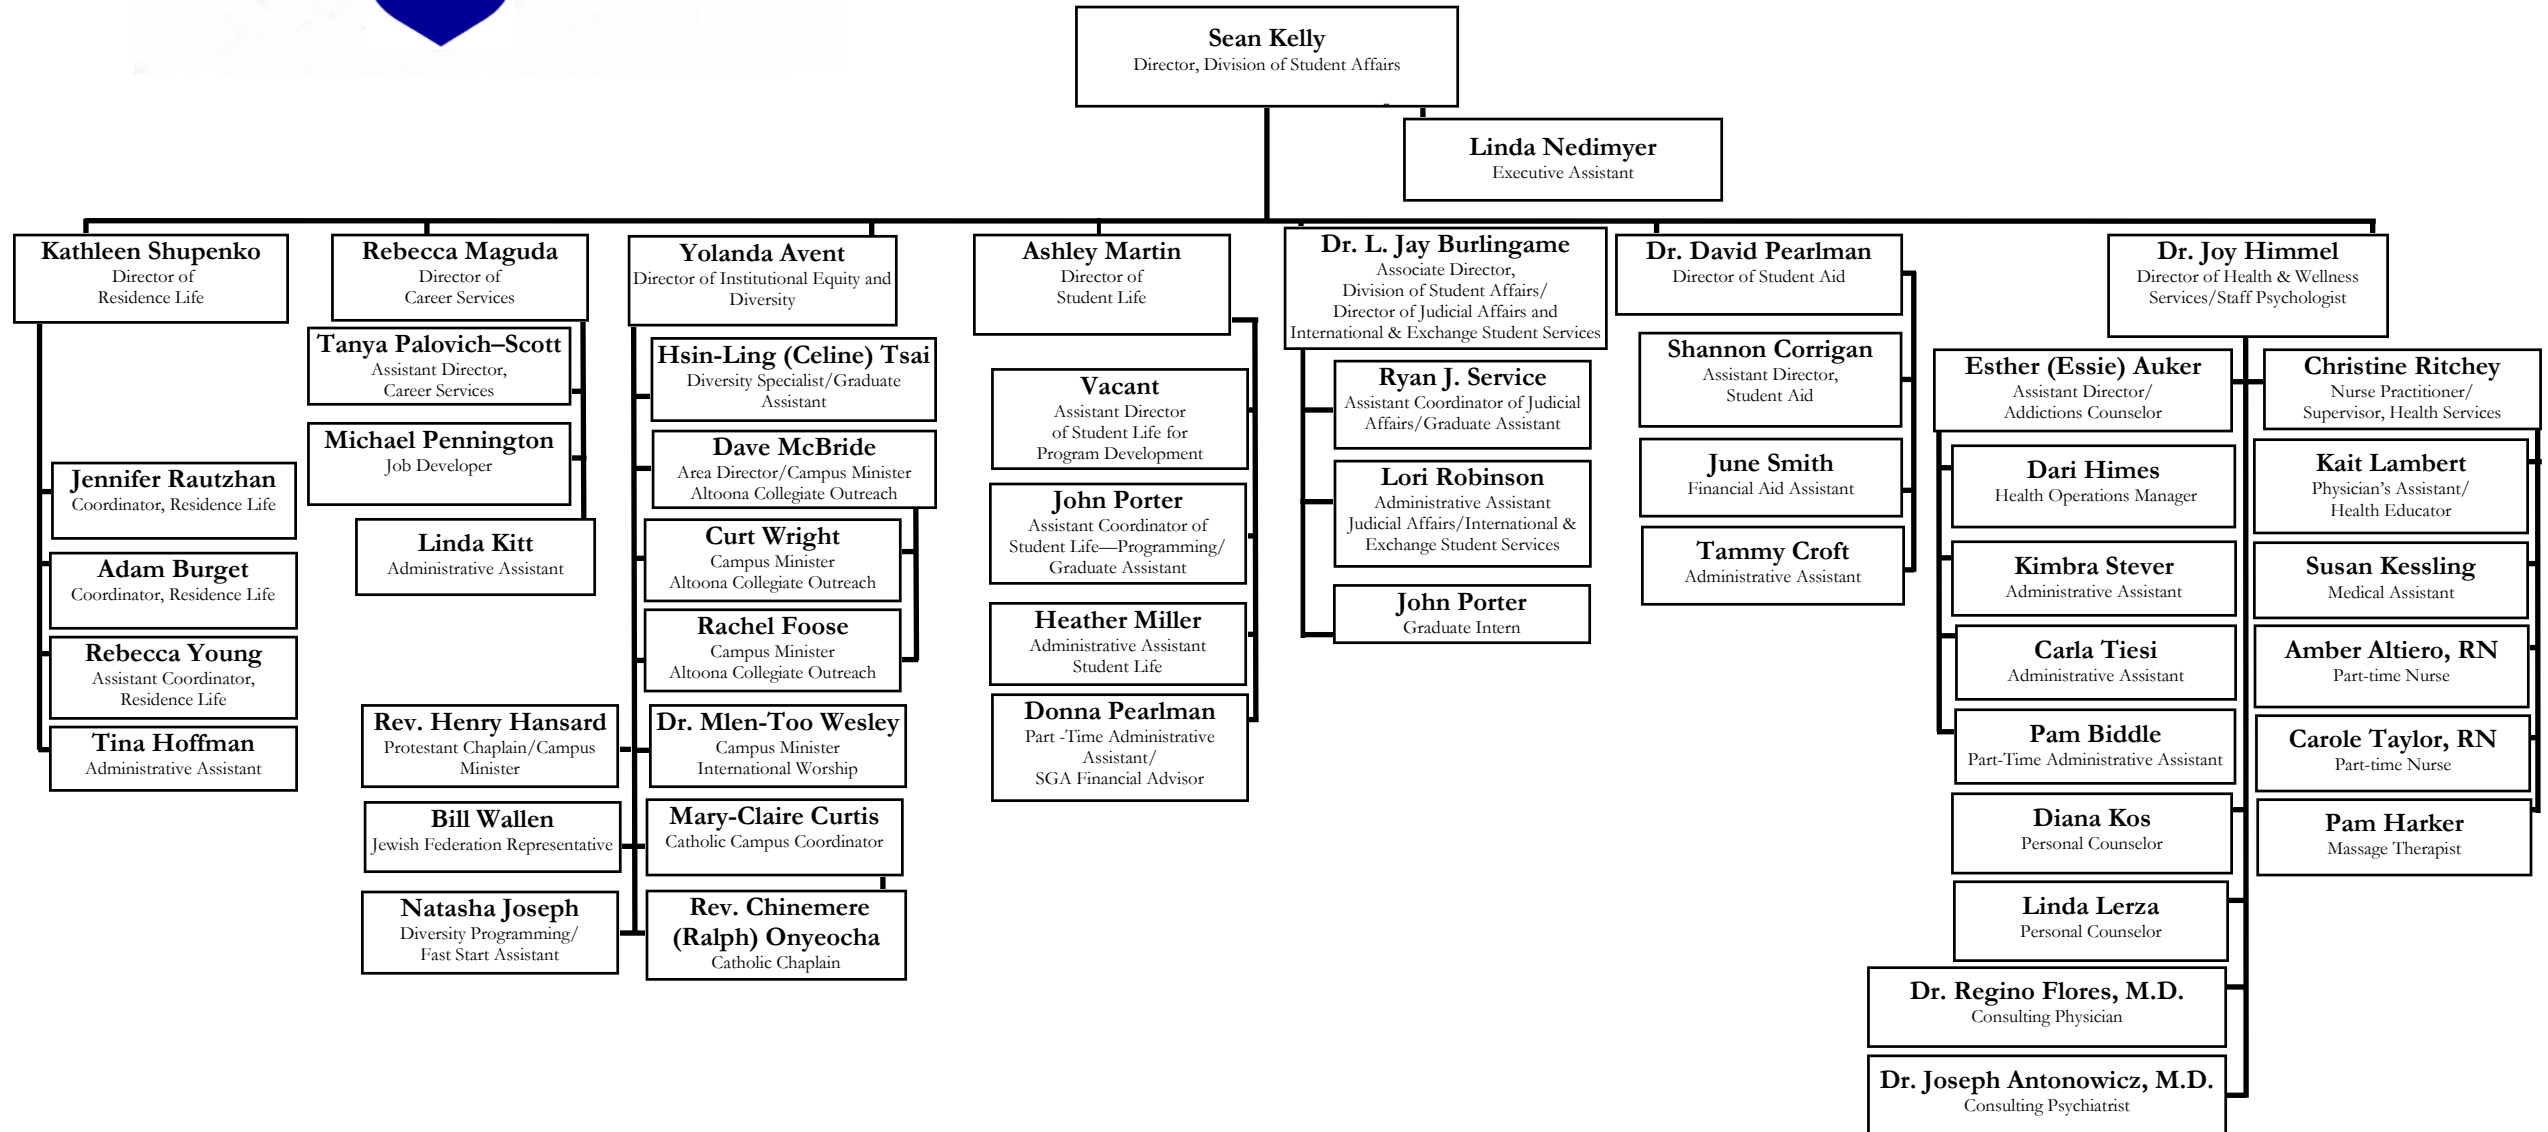 Sean Kelly
Director, Division of Student Affairs
Linda Nedimyer
Executive Assistant
Kathleen Shupenko
Director of
Residence Life
Jennifer Rautzhan
Coordinator, Residence Life
Adam Burget
Coordinator, Residence Life
Rebecca Young
Assistant Coordinator,
Residence Life
Tina Hoffman
Administrative Assistant
Rebecca Maguda
Director of
Career Services
Tanya Palovich–Scott
Assistant Director,
Career Services
Michael Pennington
Job Developer
Linda Kitt
Administrative Assistant
Yolanda Avent
Director of Institutional Equity and
Diversity
Hsin-Ling (Celine) Tsai
Diversity Specialist/Graduate
Assistant
Dave McBride
Area Director/Campus Minister
Altoona Collegiate Outreach
Curt Wright
Campus Minister
Altoona Collegiate Outreach
Rachel Foose
Campus Minister
Altoona Collegiate Outreach
Rev. Henry Hansard
Protestant Chaplain/Campus
Minister
Dr. Mlen-Too Wesley
Campus Minister
International Worship
Bill Wallen
Jewish Federation Representative
Mary-Claire Curtis
Catholic Campus Coordinator
Natasha Joseph
Diversity Programming/
Fast Start Assistant
Rev. Chinemere
(Ralph) Onyeocha
Catholic Chaplain
Ashley Martin
Director of
Student Life
Vacant
Assistant Director
of Student Life for
Program Development
John Porter
Assistant Coordinator of
Student Life—Programming/
Graduate Assistant
Heather Miller
Administrative Assistant
Student Life
Donna Pearlman
Part -Time Administrative
Assistant/
SGA Financial Advisor
Dr. L. Jay Burlingame
Associate Director,
Division of Student Affairs/
Director of Judicial Affairs and
International & Exchange Student Services
Ryan J. Service
Assistant Coordinator of Judicial
Affairs/Graduate Assistant
Lori Robinson
Administrative Assistant
Judicial Affairs/International &
Exchange Student Services
John Porter
Graduate Intern
Dr. David Pearlman
Director of Student Aid
Shannon Corrigan
Assistant Director,
Student Aid
June Smith
Financial Aid Assistant
Tammy Croft
Administrative Assistant
Dr. Joy Himmel
Director of Health & Wellness
Services/Staff Psychologist
Esther (Essie) Auker
Assistant Director/
Addictions Counselor
Dari Himes
Health Operations Manager
Kimbra Stever
Administrative Assistant
Carla Tiesi
Administrative Assistant
Pam Biddle
Part-Time Administrative Assistant
Diana Kos
Personal Counselor
Linda Lerza
Personal Counselor
Dr. Regino Flores, M.D.
Consulting Physician
Dr. Joseph Antonowicz, M.D.
Consulting Psychiatrist
Christine Ritchey
Nurse Practitioner/
Supervisor, Health Services
Kait Lambert
Physician's Assistant/
Health Educator
Susan Kessling
Medical Assistant
Amber Altiero, RN
Part-time Nurse
Carole Taylor, RN
Part-time Nurse
Pam Harker
Massage Therapist